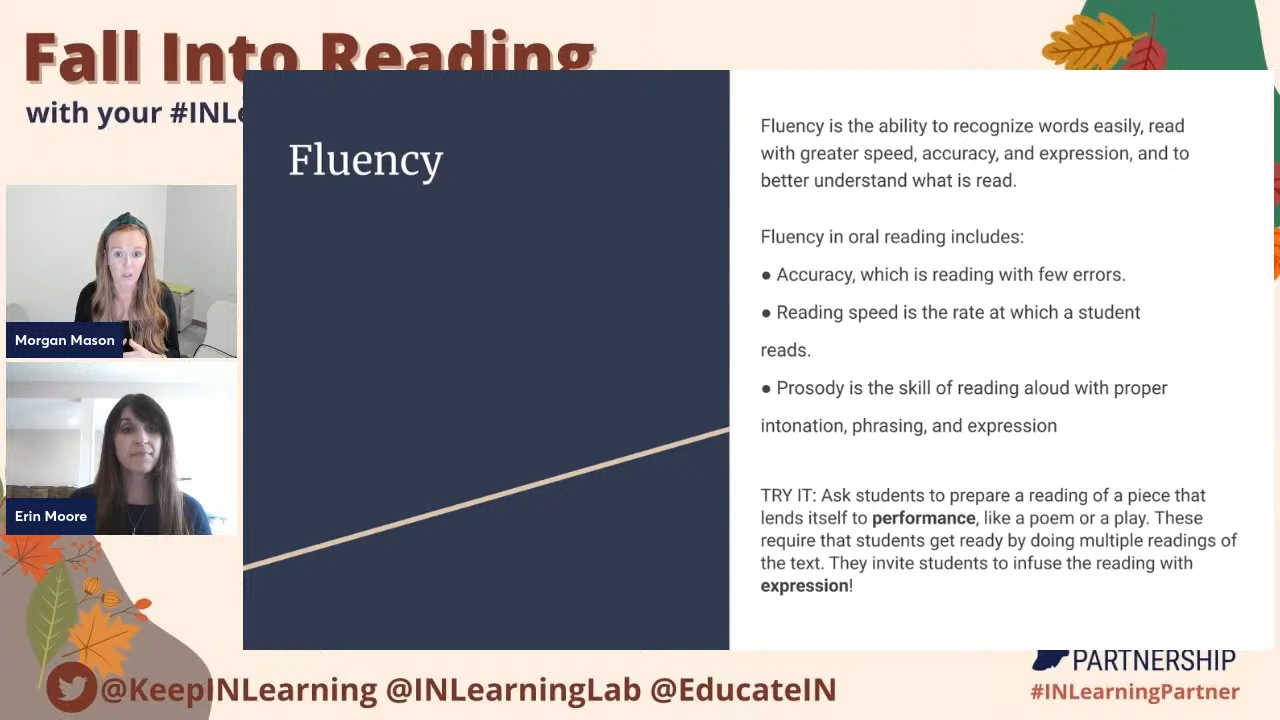 Fall Into Reading
with your #INLe
Fluency
Fluency is the ability to recognize words easily, read
with greater speed, accuracy, and expression, and to
better understand what is read.
Fluency in oral reading includes:
● Accuracy, which is reading with few errors.
● Reading speed is the rate at which a student
reads.
● Prosody is the skill of reading aloud with proper
intonation, phrasing, and expression
TRY IT: Ask students to prepare a reading of a piece that
lends itself to performance, like a poem or a play. These
require that students get ready by doing multiple readings of
the text. They invite students to infuse the reading with
expression!
Morgan Mason
Erin Moore
PARTNERSHIP
@KeepINLearning @INLearningLab @EducateIN
#INLearningPartner